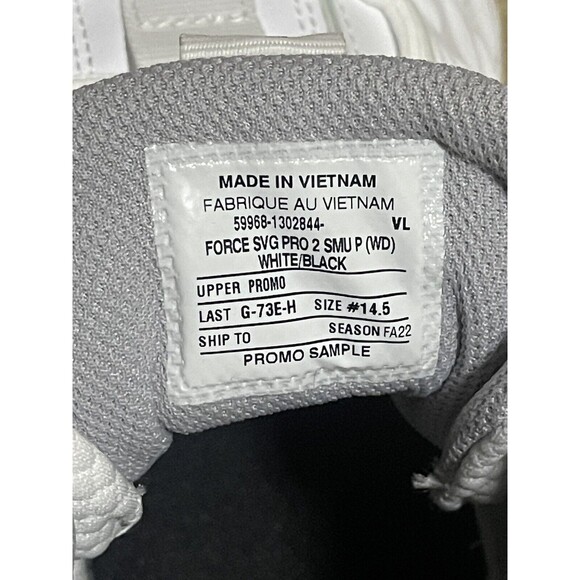 MADE IN VIETNAM
FABRIQUE AU VIETNAM
59968-1302844- VL
FORCE SVG PRO 2 SMU P (WD)
WHITE/BLACK
UPPER PROMO
LAST G-73E-H SIZE #14.5
SHIP TO SEASON FA22
PROMO SAMPLE